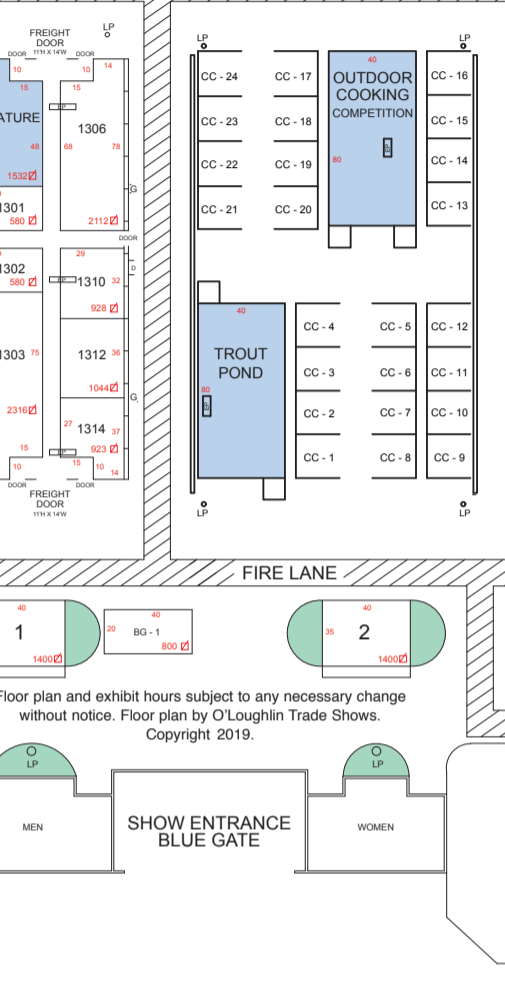 FREIGHT
DOOR
11'H X 14'W
LP
DOOR
DOOR
10
10
14
15
15
ATURE
1306
48
68
78
1532
1301
580
2112
G
DOOR
1302
580
29
D
1310
32
928
1303
75
1312
36
1044
G
2316
27
1314
37
923
15
15
10
10
14
DOOR
DOOR
FREIGHT
DOOR
11'H X 14'W
LP
LP
CC - 24
CC - 17
CC - 23
CC - 18
CC - 22
CC - 19
CC - 21
CC - 20
40
OUTDOOR
COOKING
COMPETITION
EP
80
CC - 16
CC - 15
CC - 14
CC - 13
40
TROUT
POND
80
EP
CC - 4
CC - 5
CC - 12
CC - 3
CC - 6
CC - 11
CC - 2
CC - 7
CC - 10
CC - 1
CC - 8
CC - 9
LP
LP
FIRE LANE
40
1
1400
40
20
BG - 1
800
40
35
2
1400
Floor plan and exhibit hours subject to any necessary change
without notice. Floor plan by O'Loughlin Trade Shows.
Copyright 2019.
LP
LP
MEN
SHOW ENTRANCE
BLUE GATE
WOMEN